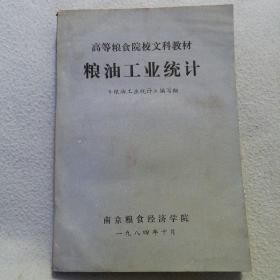 高等粮食院校文科教材
粮油工业统计
《粮油工业统计》编写组
南京粮食经济学院
一九八四年十月